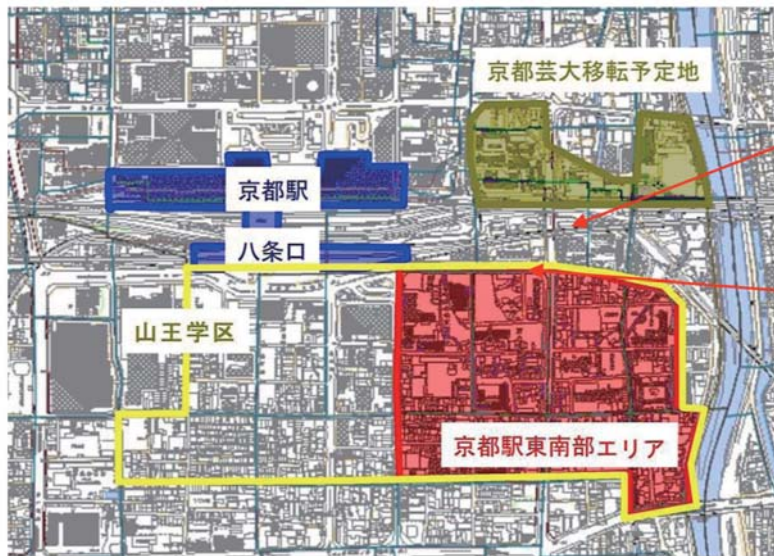 京都芸大移転予定地
京都駅
八条口
山王学区
京都駅東南部エリア